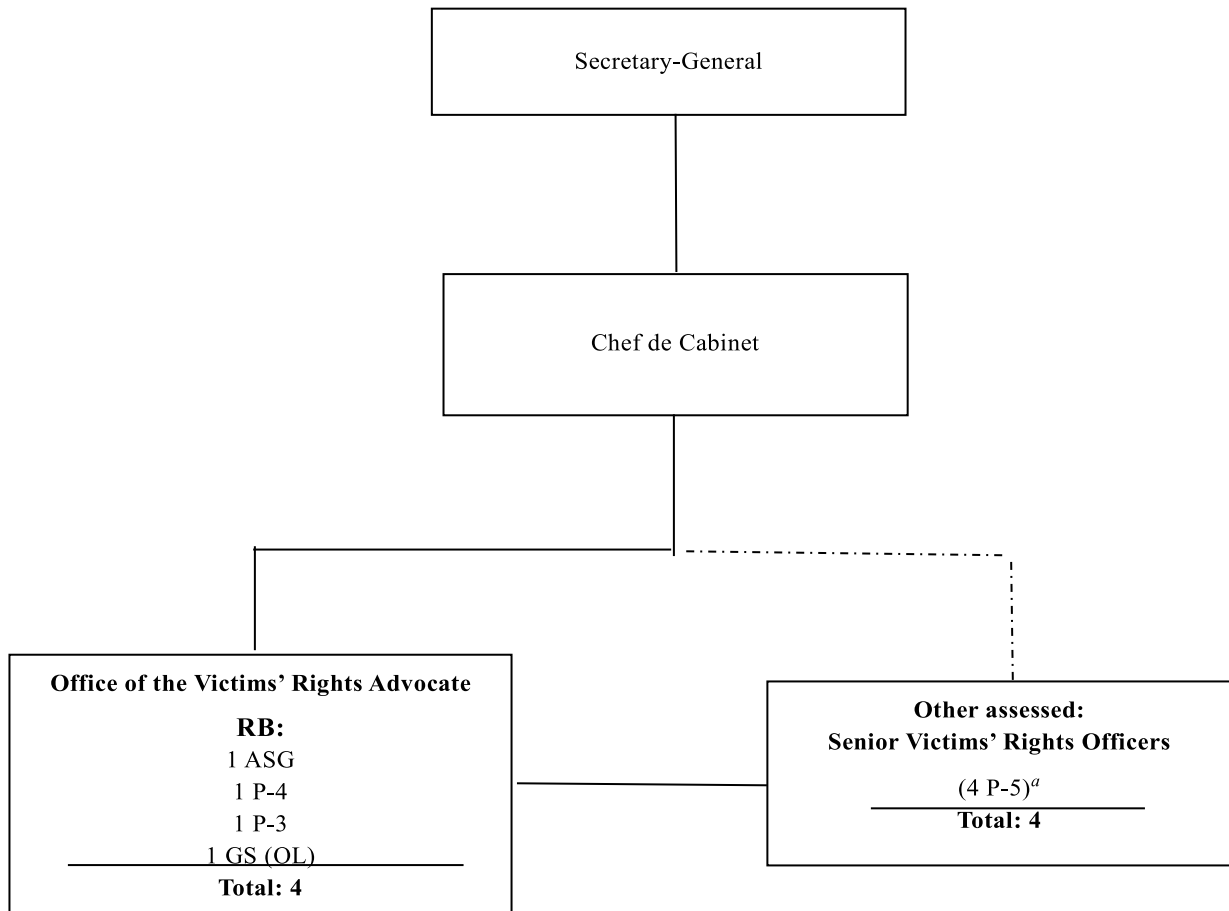 Secretary-General
Chef de Cabinet
Office of the Victims’ Rights Advocate
RB:
1 ASG
1 P-4
1 P-3
1 GS (OL)
Total: 4
Other assessed:
Senior Victims’ Rights Officers
(4 P-5)a
Total: 4